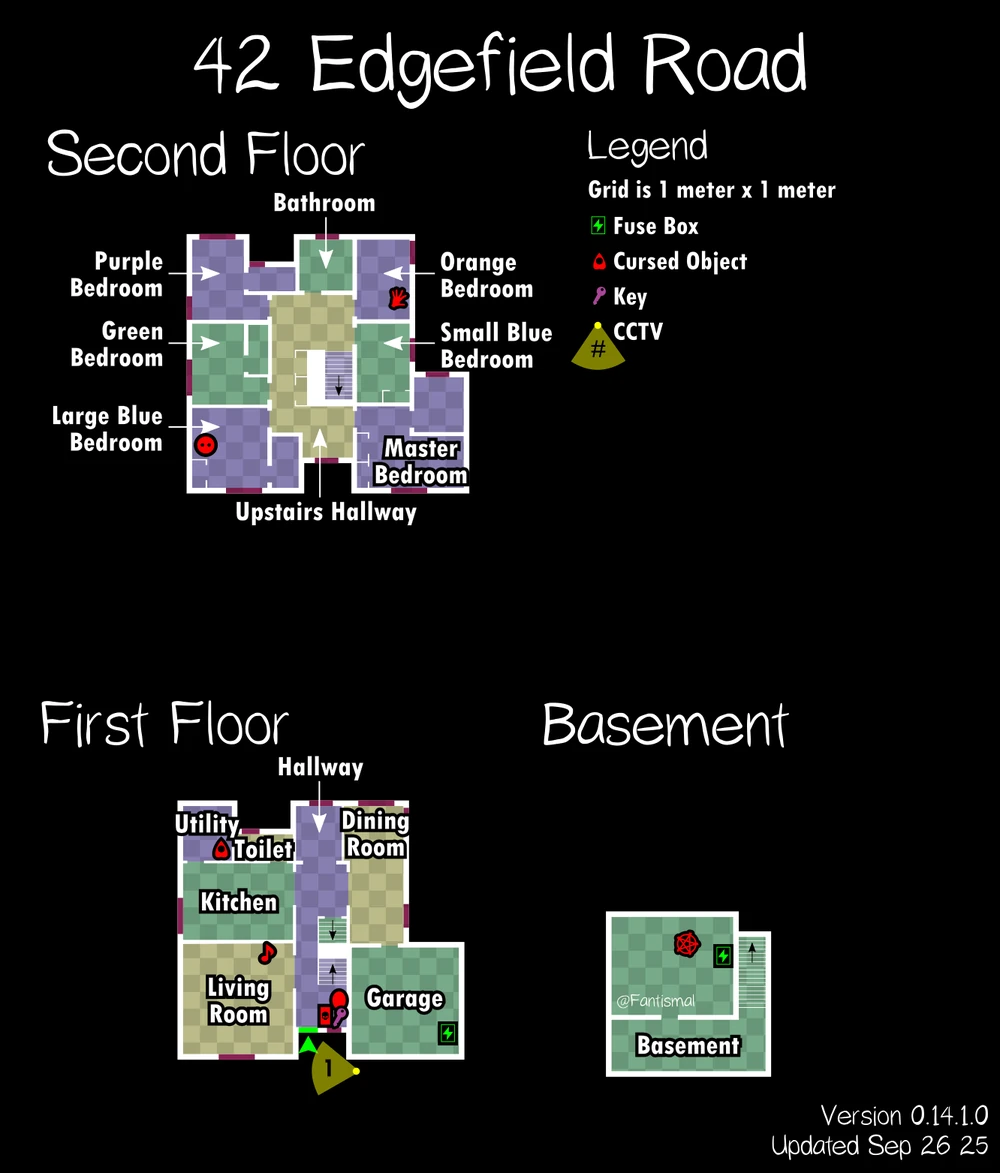 42 Edgefield Road
Second Floor
Legend
Grid is 1 meter x 1 meter
Fuse Box
Cursed Object
Key
CCTV
#
Bathroom
Purple
Bedroom
Orange
Bedroom
Green
Bedroom
Small Blue
Bedroom
Large Blue
Bedroom
Master
Bedroom
Upstairs Hallway
First Floor
Hallway
Utility
Toilet
Dining
Room
Kitchen
Living
Room
Garage
1
Basement
@Fantismal
Basement
Version 0.14.1.0
Updated Sep 26 25